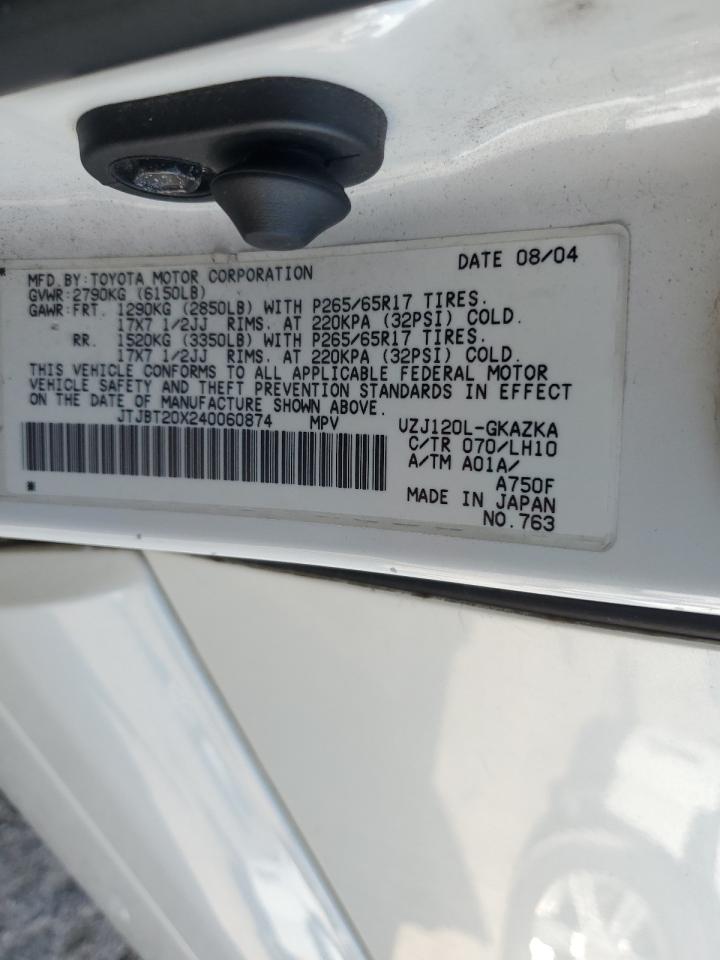 DATE 08/04
MFD.BY:TOYOTA MOTOR CORPORATION
GVWR:2790KG (6150LB)
GAWR:FRT. 1290KG (2850LB) WITH P265/65R17 TIRES.
17X7 1/2JJ RIMS. AT 220KPA (32PSI) COLD.
RR. 1520KG (3350LB) WITH P265/65R17 TIRES.
17X7 1/2JJ RIMS. AT 220KPA (32PSI) COLD.
THIS VEHICLE CONFORMS TO ALL APPLICABLE FEDERAL MOTOR
VEHICLE SAFETY AND THEFT PREVENTION STANDARDS IN EFFECT
ON THE DATE OF MANUFACTURE SHOWN ABOVE.
JTJBT20X240060874 MPV UZJ120L-GKAZKA
C/TR 070/LH10
A/TM A01A/
A750F
MADE IN JAPAN
NO.763